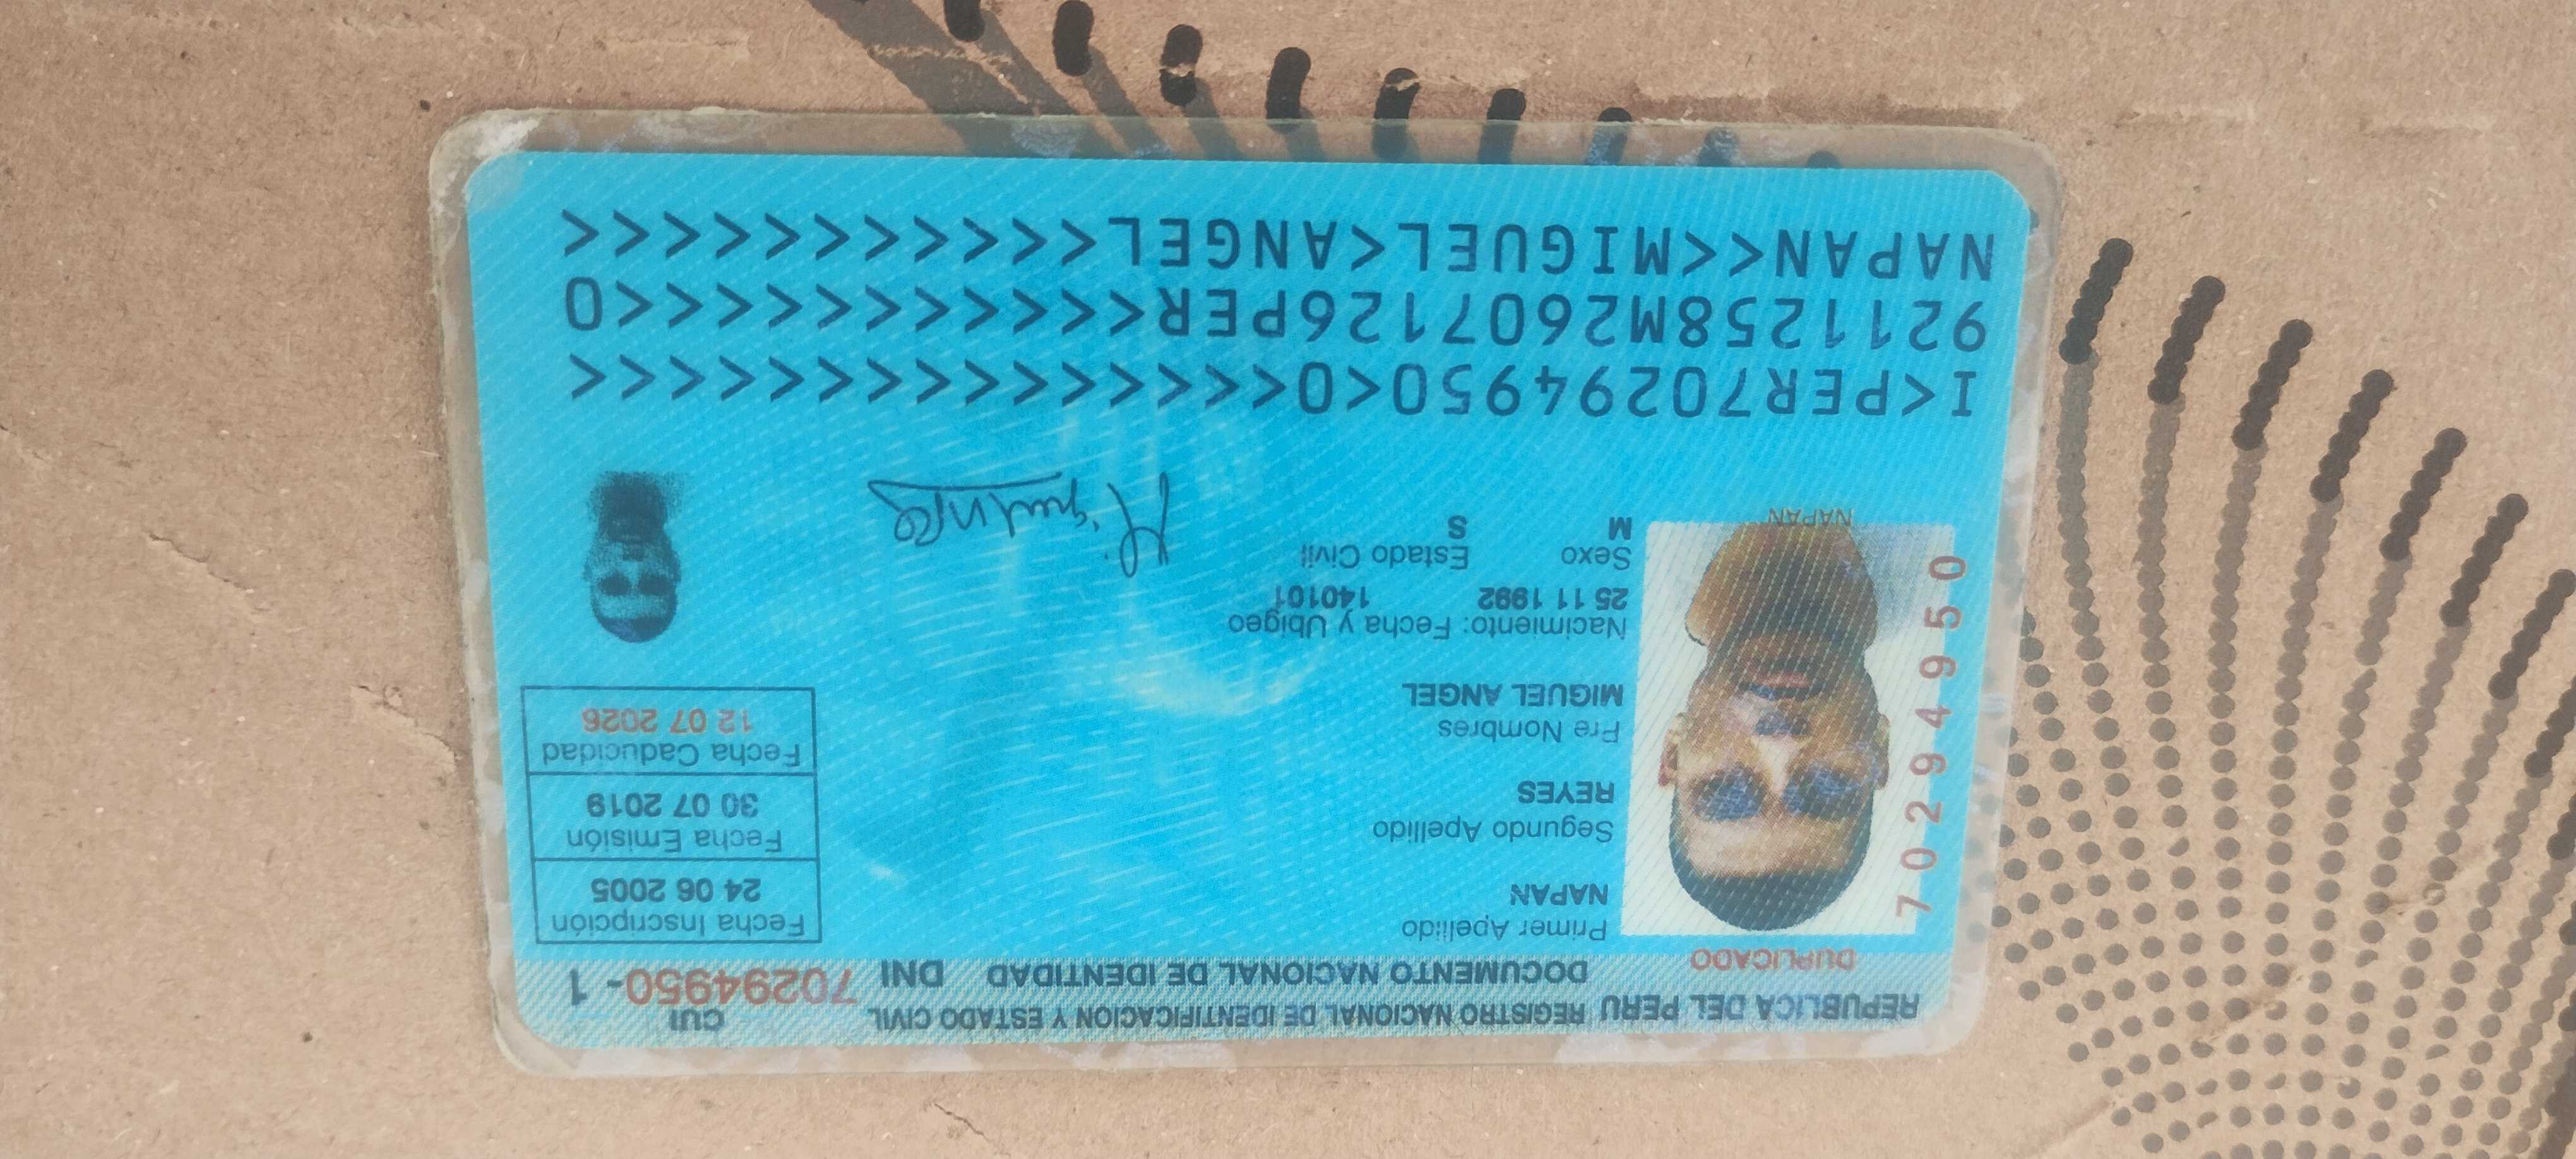 REPUBLICA DEL PERU REGISTRO NACIONAL DE IDENTIFICACION Y ESTADO CIVIL
CUI
DOCUMENTO NACIONAL DE IDENTIDAD DNI 70294950-1
DUPLICADO
70294950
Primer Apellido
NAPAN
Segundo Apellido
REYES
Pre Nombres
MIGUEL ANGEL
Nacimiento: Fecha y Ubigeo
25 11 1992 140101
Sexo Estado Civil
M S
NAPAN
Fecha Inscripción
24 06 2005
Fecha Emisión
30 07 2019
Fecha Caducidad
12 07 2026
I<PER70294950<0<<<<<<<<<<<<<<<
9211258M2607126PER<<<<<<<<<<<0
NAPAN<<MIGUEL<ANGEL<<<<<<<<<<<